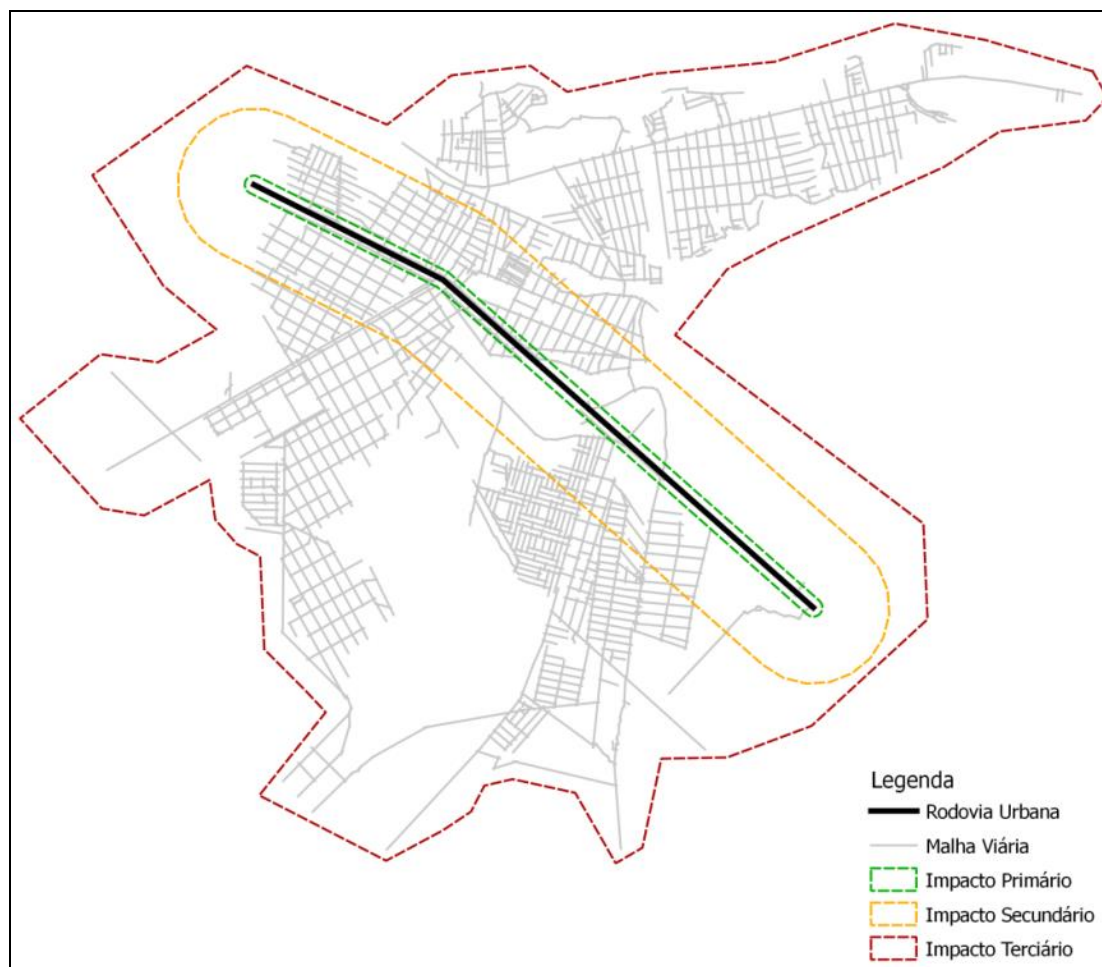 Legenda
Rodovia Urbana
Malha Viária
Impacto Primário
Impacto Secundário
Impacto Terciário